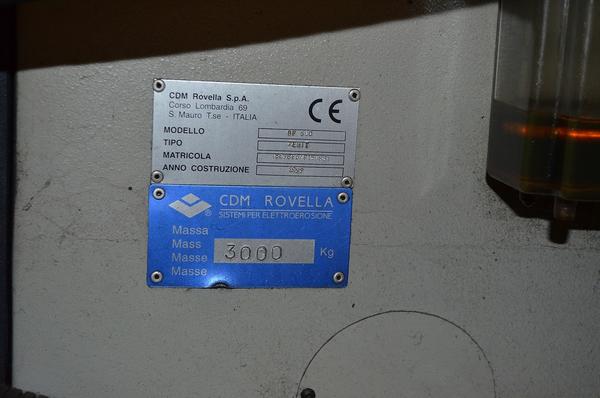 CDM Rovella S.p.A.
Corso Lombardia 69
S. Mauro T.se - ITALIA
CE
MODELLO
TIPO
MATRICOLA
ANNO COSTRUZIONE
CDM ROVELLA
®
SISTEMI PER ELETTROEROSIONE
Massa
Mass
Masse
Masse
3000 Kg